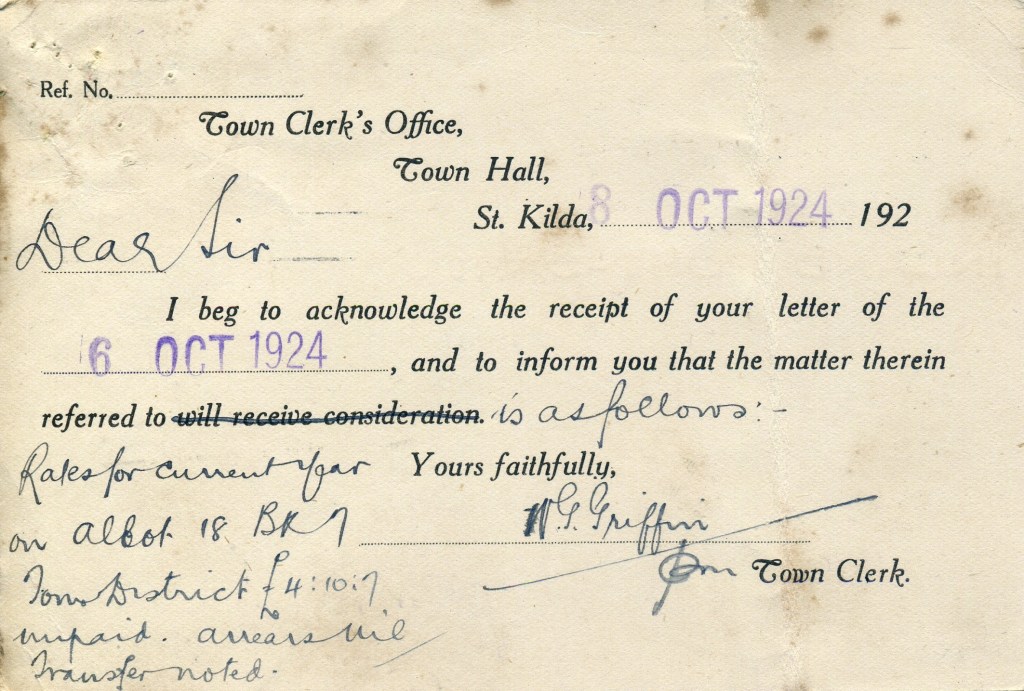 Ref. No.
Town Clerk's Office,
Town Hall,
St. Kilda, 8 OCT 1924 192
Dear Sir
I beg to acknowledge the receipt of your letter of the
6 OCT 1924, and to inform you that the matter therein
referred to will receive consideration. is as follows:-
Rates for current year
Yours faithfully,
on Allot. 18 BK 7
W.G. Griffin
Town Clerk.
District £4:10:7
unpaid. arrears nil
Transfer noted.